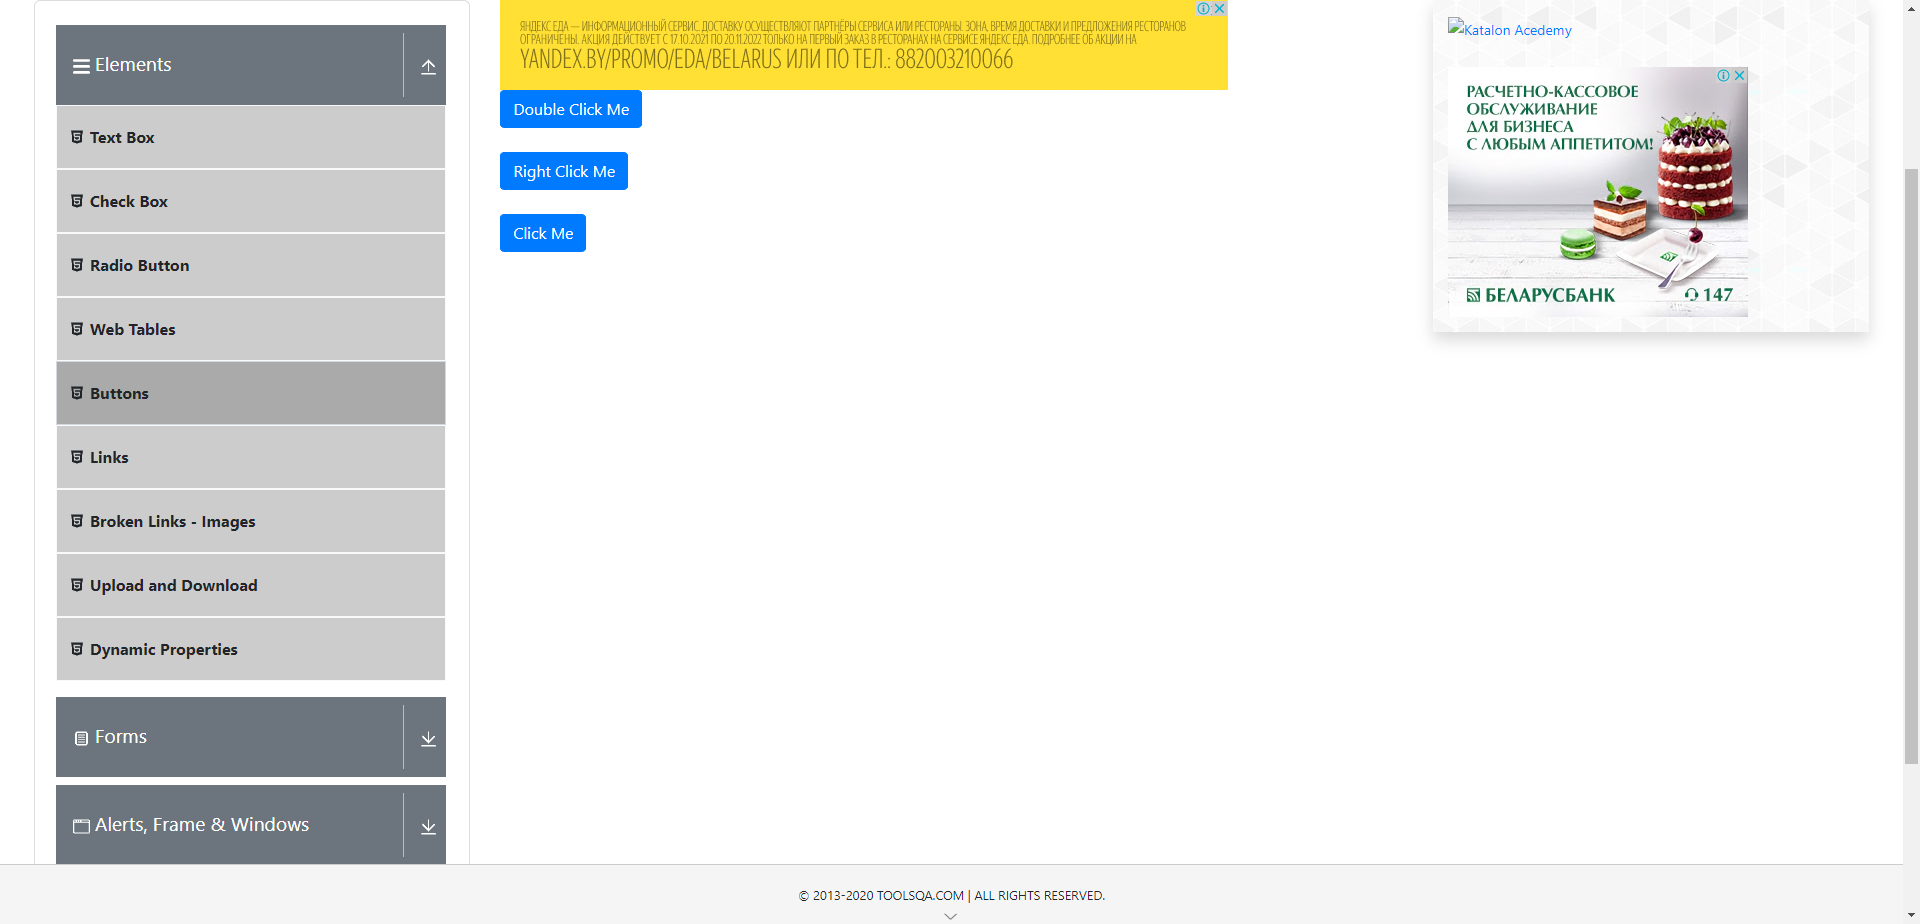 Elements
Text Box
Check Box
Radio Button
Web Tables
Buttons
Links
Broken Links - Images
Upload and Download
Dynamic Properties
Forms
Alerts, Frame & Windows
ЯНДЕКС ЕДА — ИНФОРМАЦИОННЫЙ СЕРВИС. ДОСТАВКУ ОСУЩЕСТВЛЯЮТ ПАРТНЁРЫ СЕРВИСА ИЛИ РЕСТОРАНЫ. ЗОНА, ВРЕМЯ ДОСТАВКИ И ПРЕДЛОЖЕНИЯ РЕСТОРАНОВ
ОГРАНИЧЕНЫ. АКЦИЯ ДЕЙСТВУЕТ С 17.10.2021 ПО 20.11.2022 ТОЛЬКО НА ПЕРВЫЙ ЗАКАЗ В РЕСТОРАНАХ НА СЕРВИСЕ ЯНДЕКС ЕДА. ПОДРОБНЕЕ ОБ АКЦИИ НА
YANDEX.BY/PROMO/EDA/BELARUS ИЛИ ПО ТЕЛ.: 882003210066
Double Click Me
Right Click Me
Click Me
Katalon Acedemy
РАСЧЕТНО-КАССОВОЕ
ОБСЛУЖИВАНИЕ
ДЛЯ БИЗНЕСА
С ЛЮБЫМ АППЕТИТОМ!
БЕЛАРУСБАНК
147
© 2013-2020 TOOLSQA.COM | ALL RIGHTS RESERVED.